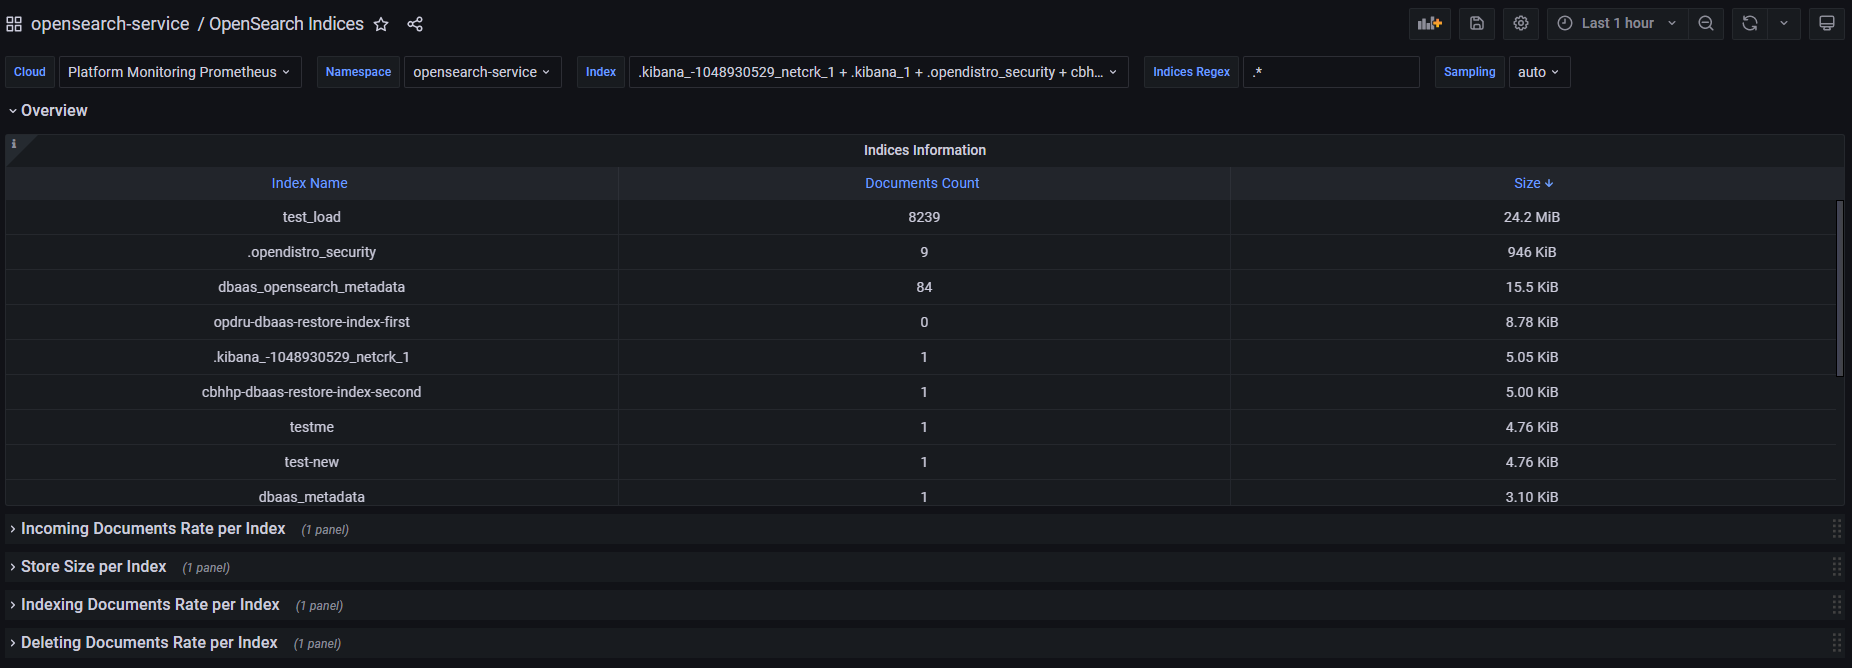 opensearch-service / OpenSearch Indices
Last 1 hour
Cloud Platform Monitoring Prometheus Namespace opensearch-service Index .kibana_-1048930529_netcrk_1 + .kibana_1 + .opendistro_security + cbh... Indices Regex .* Sampling auto
Overview
i
Indices Information
Index Name Documents Count Size
test_load 8239 24.2 MiB
.opendistro_security 9 946 KiB
dbaas_opensearch_metadata 84 15.5 KiB
opdru-dbaas-restore-index-first 0 8.78 KiB
.kibana_-1048930529_netcrk_1 1 5.05 KiB
cbhhp-dbaas-restore-index-second 1 5.00 KiB
testme 1 4.76 KiB
test-new 1 4.76 KiB
dbaas_metadata 1 3.10 KiB
Incoming Documents Rate per Index (1 panel)
Store Size per Index (1 panel)
Indexing Documents Rate per Index (1 panel)
Deleting Documents Rate per Index (1 panel)